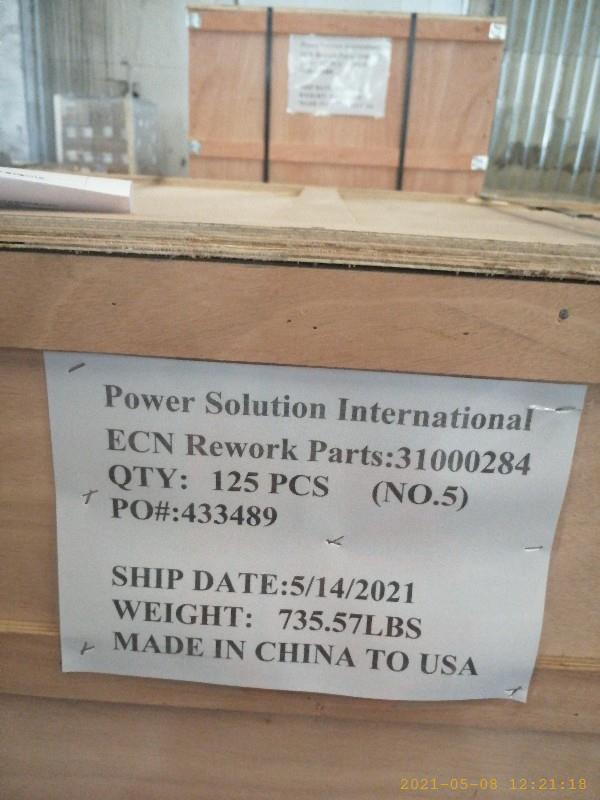 Power Solution International
ECN Rework Parts:31000284
QTY: 125 PCS (NO.5)
PO#:433489
SHIP DATE:5/14/2021
WEIGHT: 735.57LBS
MADE IN CHINA TO USA
2021-05-08 12:21:18